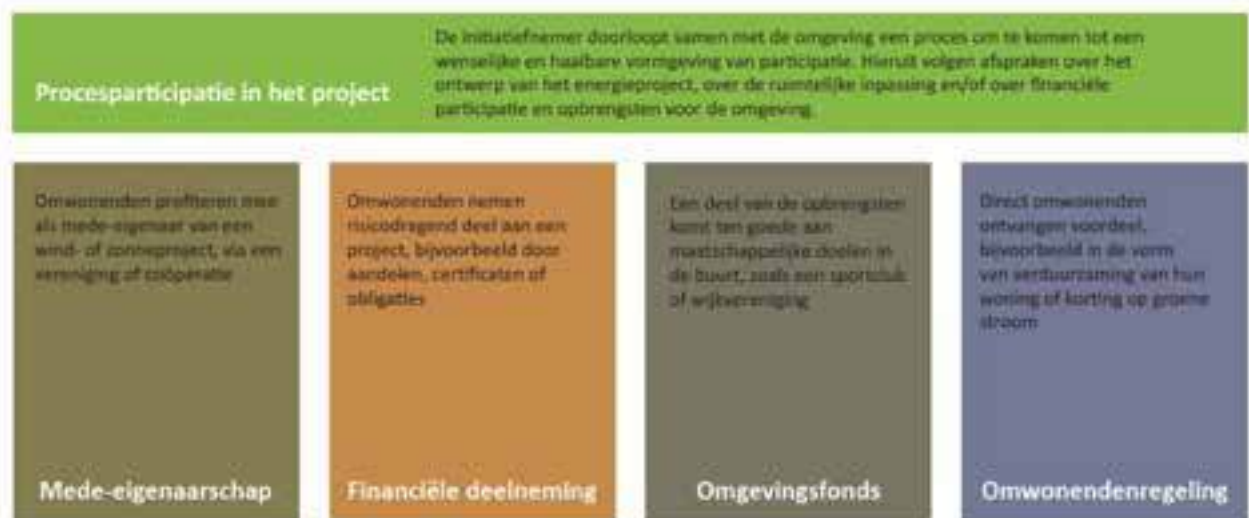 Procesparticipatie in het project
De initiatiefnemer doorloopt samen met de omgeving een proces om te komen tot een
wenselijke en haalbare vormgeving van participatie. Hieruit volgen afspraken over het
ontwerp van het energieproject, over de ruimtelijke inpassing en/of over financiële
participatie en opbrengsten voor de omgeving.
Omwonenden profiteren mee
als mede-eigenaar van een
wind- of zonneproject, via een
vereniging of coöperatie
Mede-eigenaarschap
Omwonenden nemen
risicodragend deel aan een
project, bijvoorbeeld door
aandelen, certificaten of
obligaties
Financiële deelneming
Een deel van de opbrengsten
komt ten goede aan
maatschappelijke doelen in
de buurt, zoals een sportclub
of wijkvereniging
Omgevingsfonds
Direct omwonenden
ontvangen voordeel,
bijvoorbeeld in de vorm
van verduurzaming van hun
woning of korting op groene
stroom
Omwonendenregeling